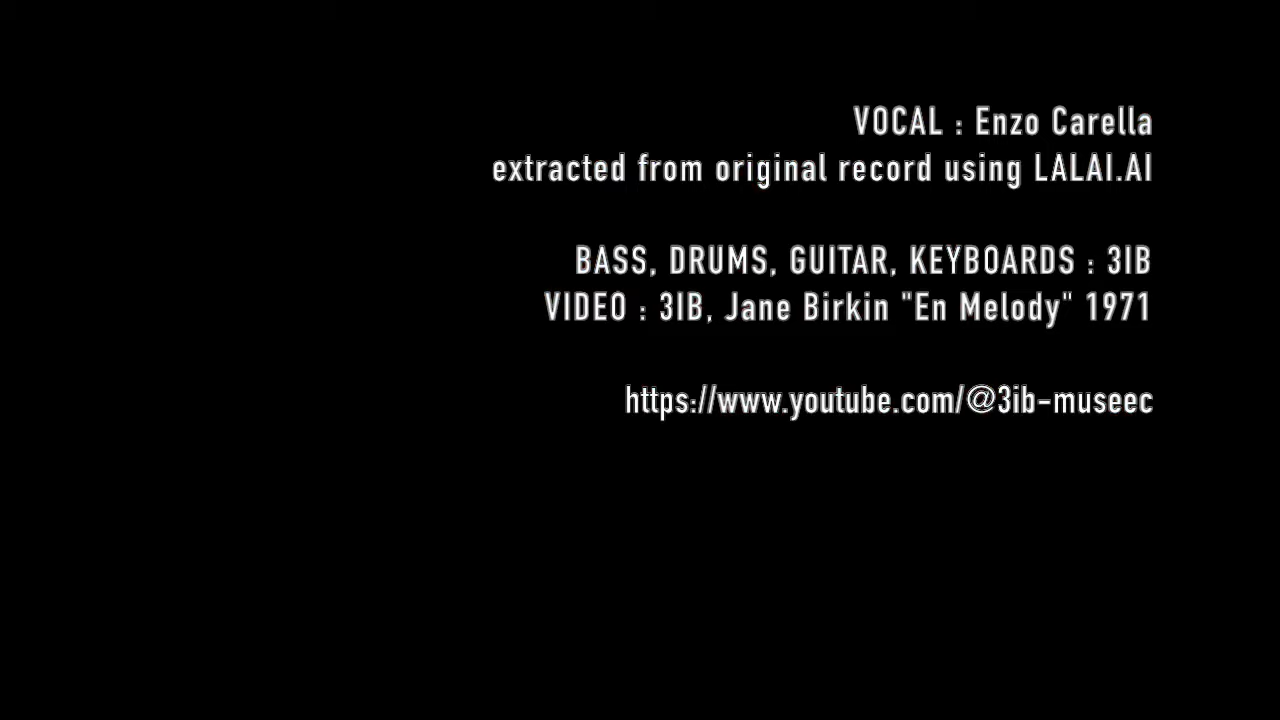 VOCAL : Enzo Carella
extracted from original record using LALAI.AI
BASS, DRUMS, GUITAR, KEYBOARDS : 3IB
VIDEO : 3IB, Jane Birkin "En Melody" 1971
https://www.youtube.com/@3ib-museec